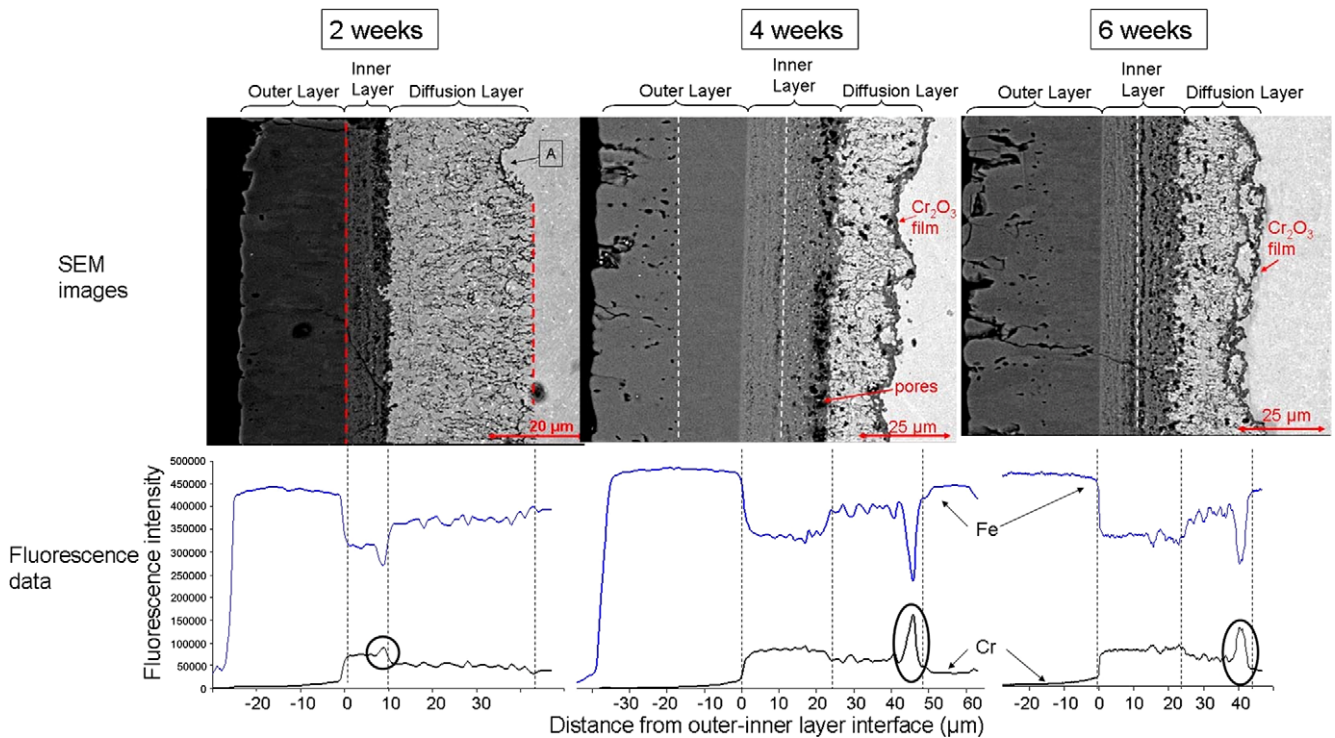 2 weeks
4 weeks
6 weeks
Outer Layer
Inner
Layer
Diffusion Layer
Outer Layer
Inner
Layer
Diffusion Layer
Outer Layer
Inner
Layer
Diffusion Layer
SEM
images
A
20 µm
Cr₂O₃
film
pores
25 µm
Cr₂O₃
film
25 µm
Fluorescence
data
Fluorescence intensity
500000
450000
400000
350000
300000
250000
200000
150000
100000
50000
0
Fe
Cr
-20 -10 0 10 20 30
-30 -20 -10 0 10 20 30 40 50 60
-20 -10 0 10 20 30 40
Distance from outer-inner layer interface (µm)